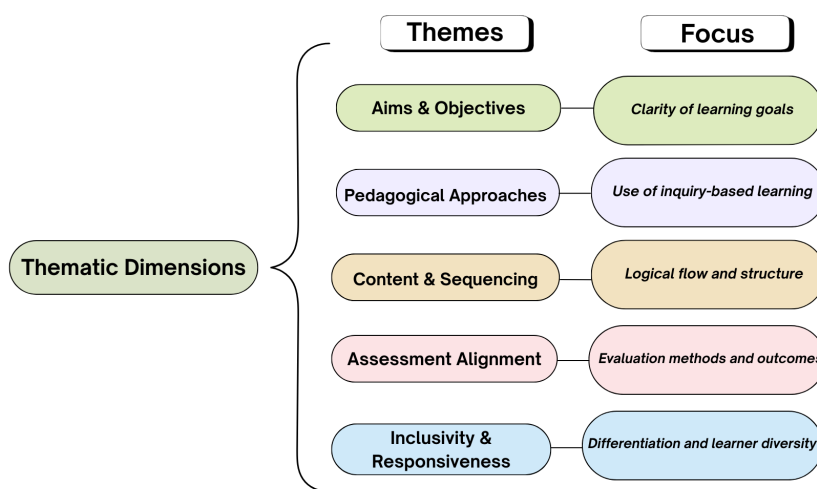 Themes
Focus
Aims & Objectives
Clarity of learning goals
Pedagogical Approaches
Use of inquiry-based learning
Thematic Dimensions
Content & Sequencing
Logical flow and structure
Assessment Alignment
Evaluation methods and outcomes
Inclusivity &
Responsiveness
Differentiation and learner diversity